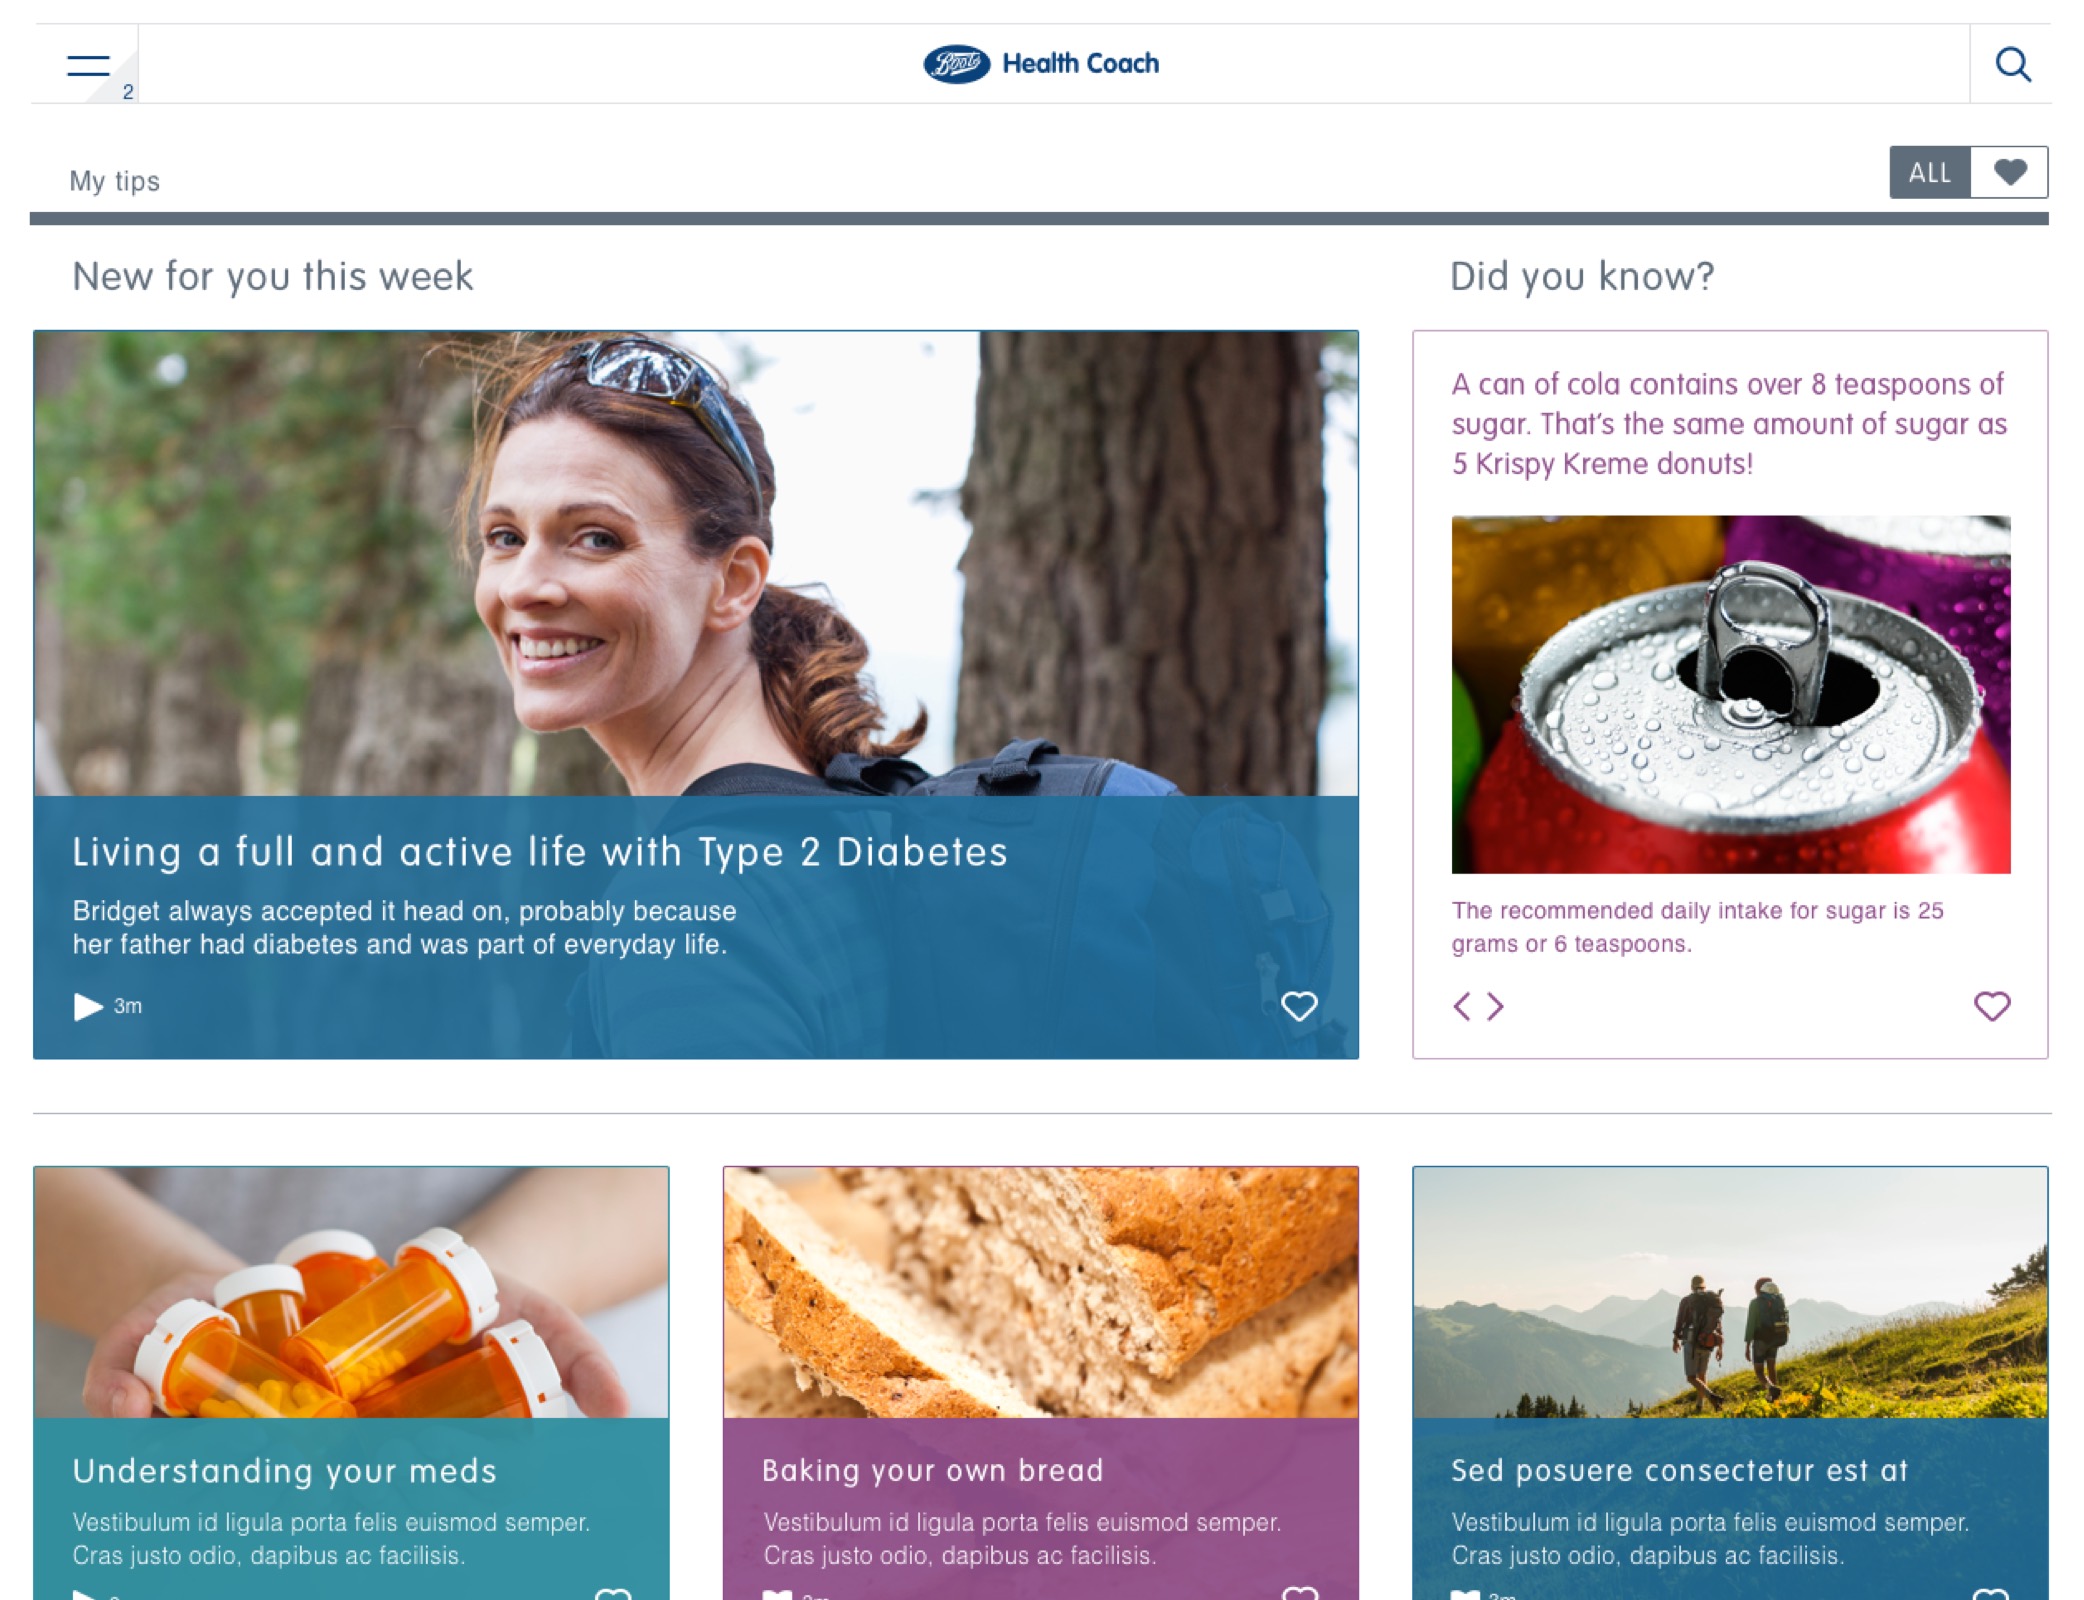 Boots Health Coach
2
My tips
ALL
New for you this week
Did you know?
A can of cola contains over 8 teaspoons of
sugar. That's the same amount of sugar as
5 Krispy Kreme donuts!
Living a full and active life with Type 2 Diabetes
Bridget always accepted it head on, probably because
her father had diabetes and was part of everyday life.
3m
The recommended daily intake for sugar is 25
grams or 6 teaspoons.
Understanding your meds
Vestibulum id ligula porta felis euismod semper.
Cras justo odio, dapibus ac facilisis.
Baking your own bread
Vestibulum id ligula porta felis euismod semper.
Cras justo odio, dapibus ac facilisis.
Sed posuere consectetur est at
Vestibulum id ligula porta felis euismod semper.
Cras justo odio, dapibus ac facilisis.